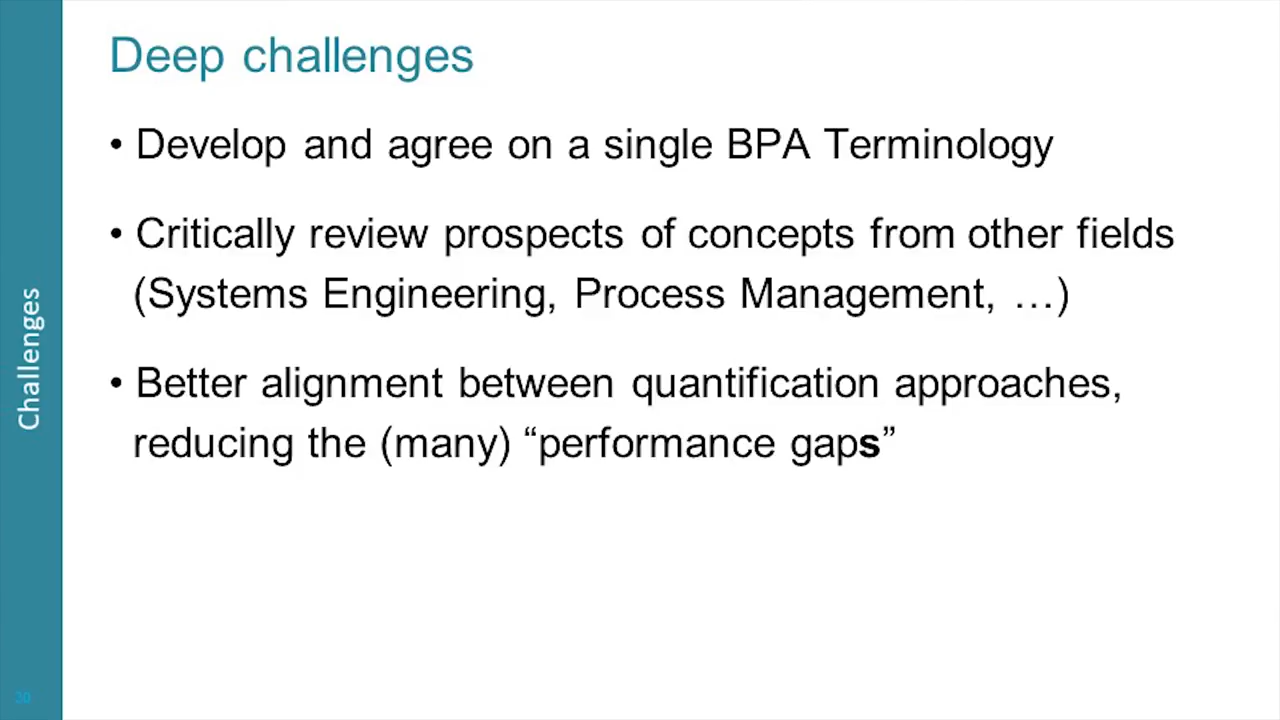 Deep challenges
• Develop and agree on a single BPA Terminology
• Critically review prospects of concepts from other fields
(Systems Engineering, Process Management, …)
• Better alignment between quantification approaches,
reducing the (many) “performance gaps”
Challenges
30